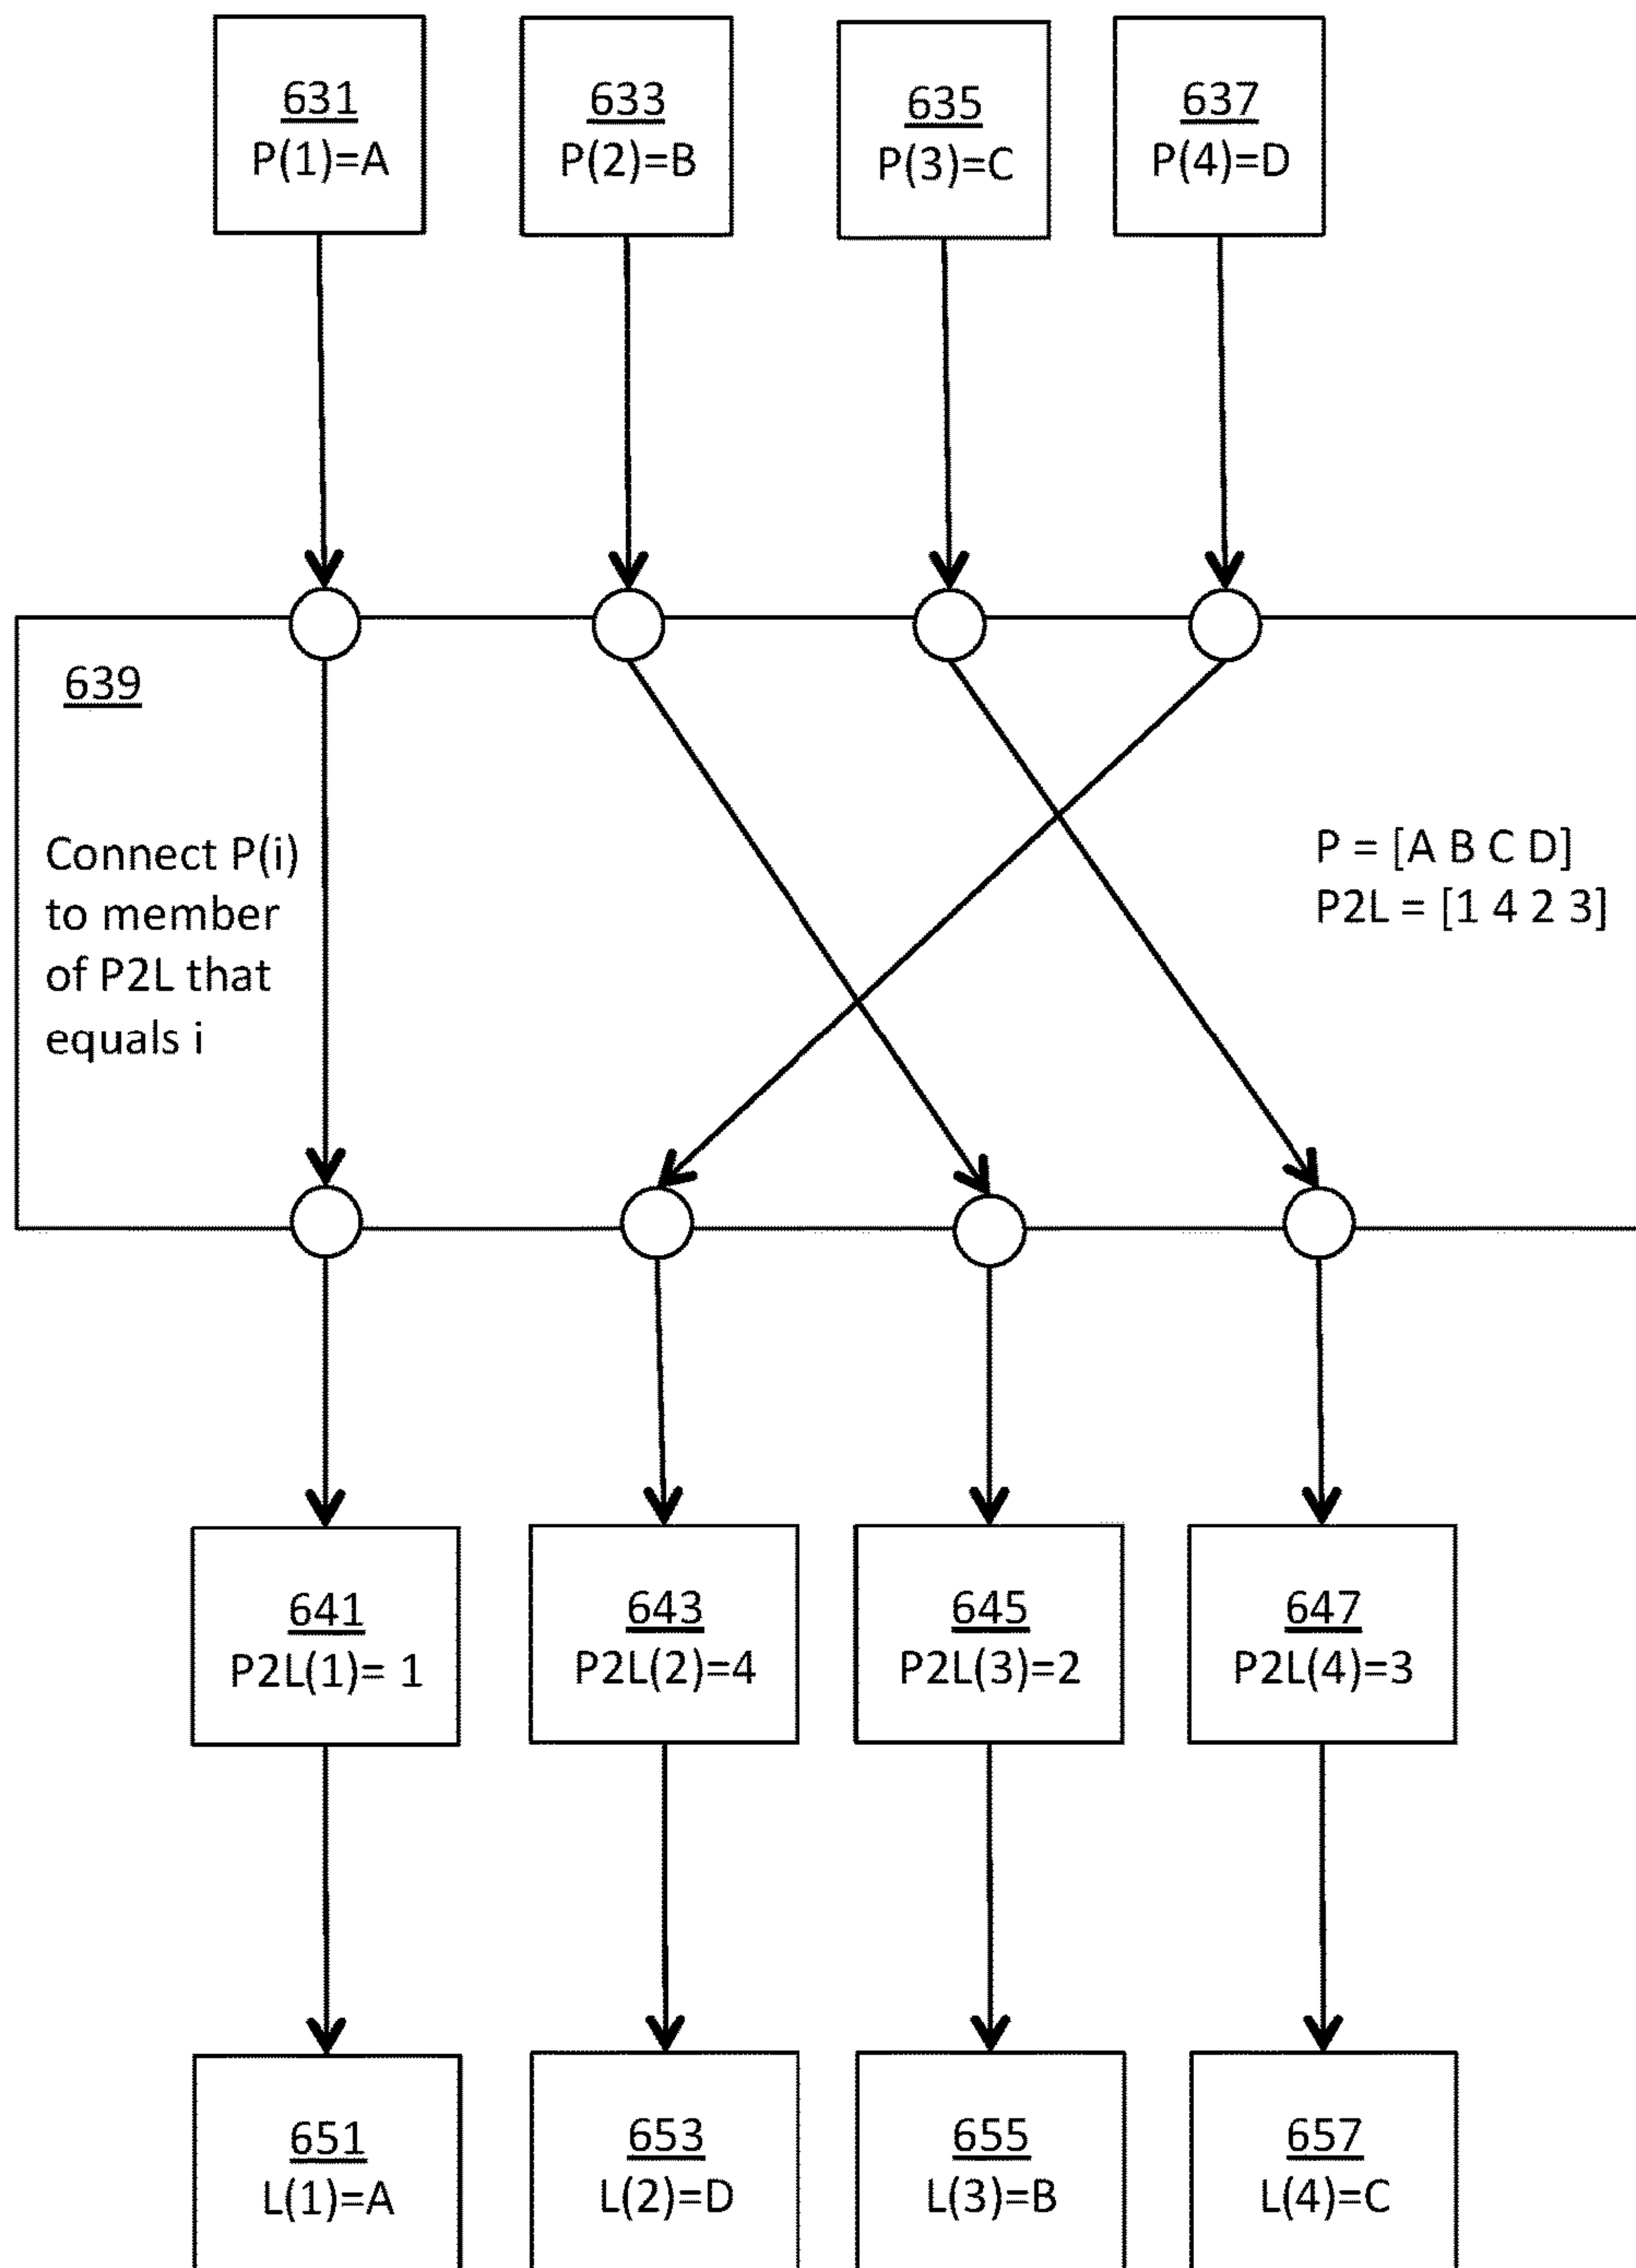 631
P(1)=A
633
P(2)=B
635
P(3)=C
637
P(4)=D
639
Connect P(i)
to member
of P2L that
equals i
P = [A B C D]
P2L = [1 4 2 3]
641
P2L(1)= 1
643
P2L(2)=4
645
P2L(3)=2
647
P2L(4)=3
651
L(1)=A
653
L(2)=D
655
L(3)=B
657
L(4)=C